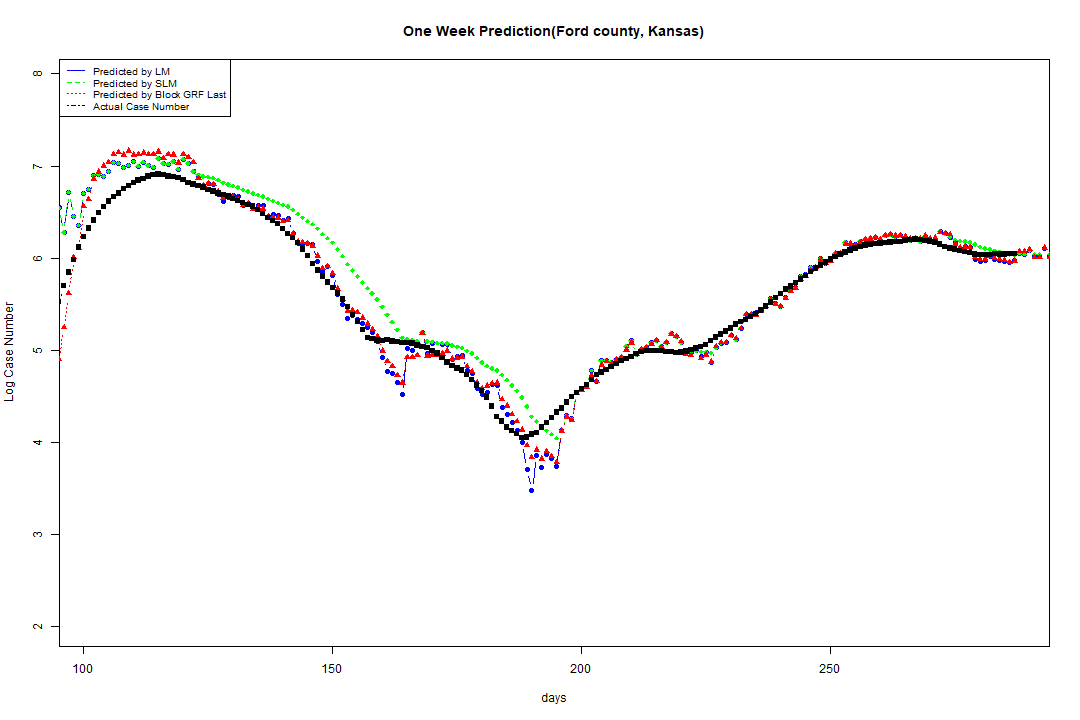 One Week Prediction(Ford county, Kansas)
Predicted by LM
Predicted by SLM
Predicted by Block GRF Last
Actual Case Number
8
7
6
5
4
3
2
Log Case Number
100 150 200 250
days